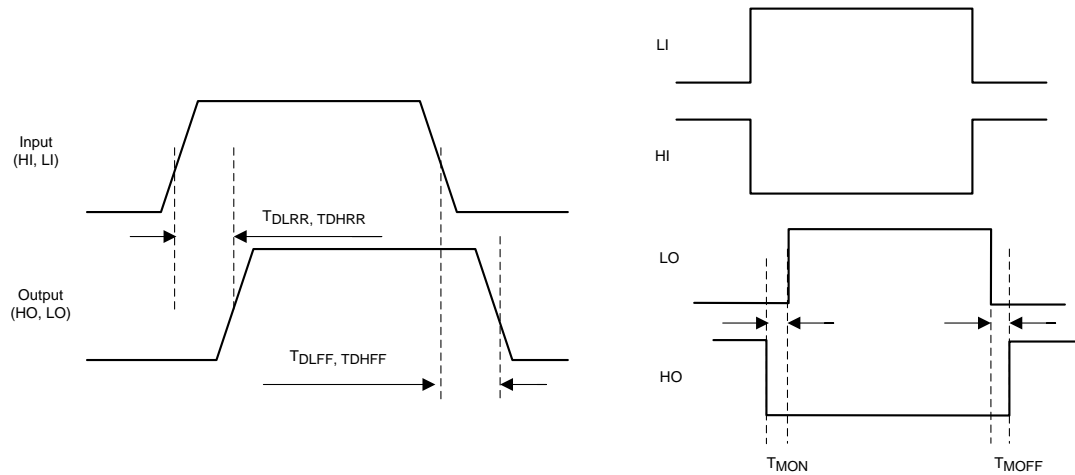 Input
(HI, LI)
TDLRR, TDHRR
Output
(HO, LO)
TDLFF, TDHFF
LI
HI
LO
HO
TMON
TMOFF